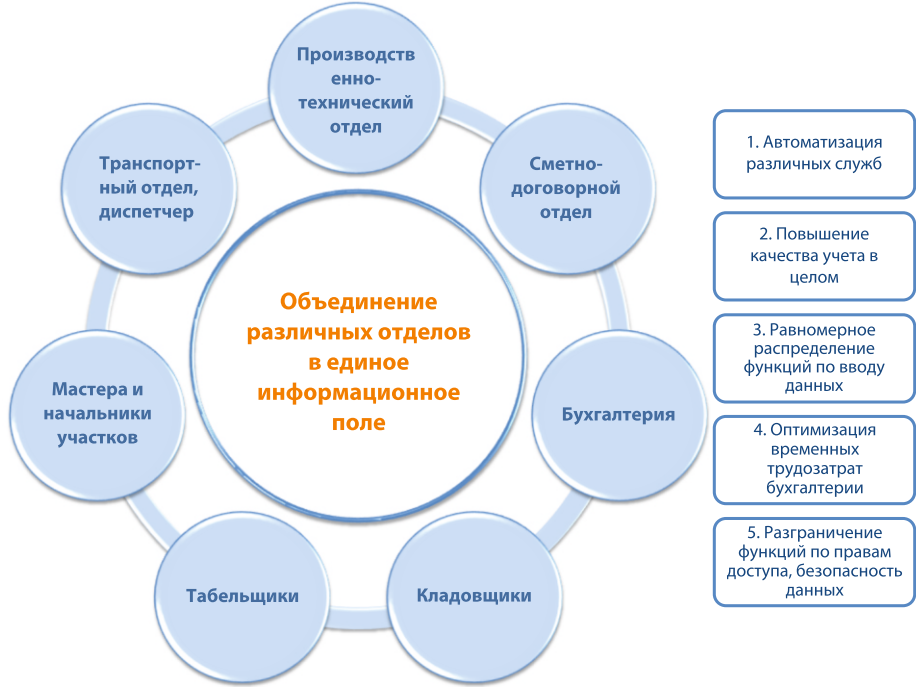 Производств
енно-
технический
отдел
Сметно-
договорной
отдел
Бухгалтерия
Кладовщики
Табельщики
Мастера и
начальники
участков
Транспорт-
ный отдел,
диспетчер
Объединение
различных отделов
в единое
информационное
поле
1. Автоматизация
различных служб
2. Повышение
качества учета в
целом
3. Равномерное
распределение
функций по вводу
данных
4. Оптимизация
временных
трудозатрат
бухгалтерии
5. Разграничение
функций по правам
доступа, безопасность
данных